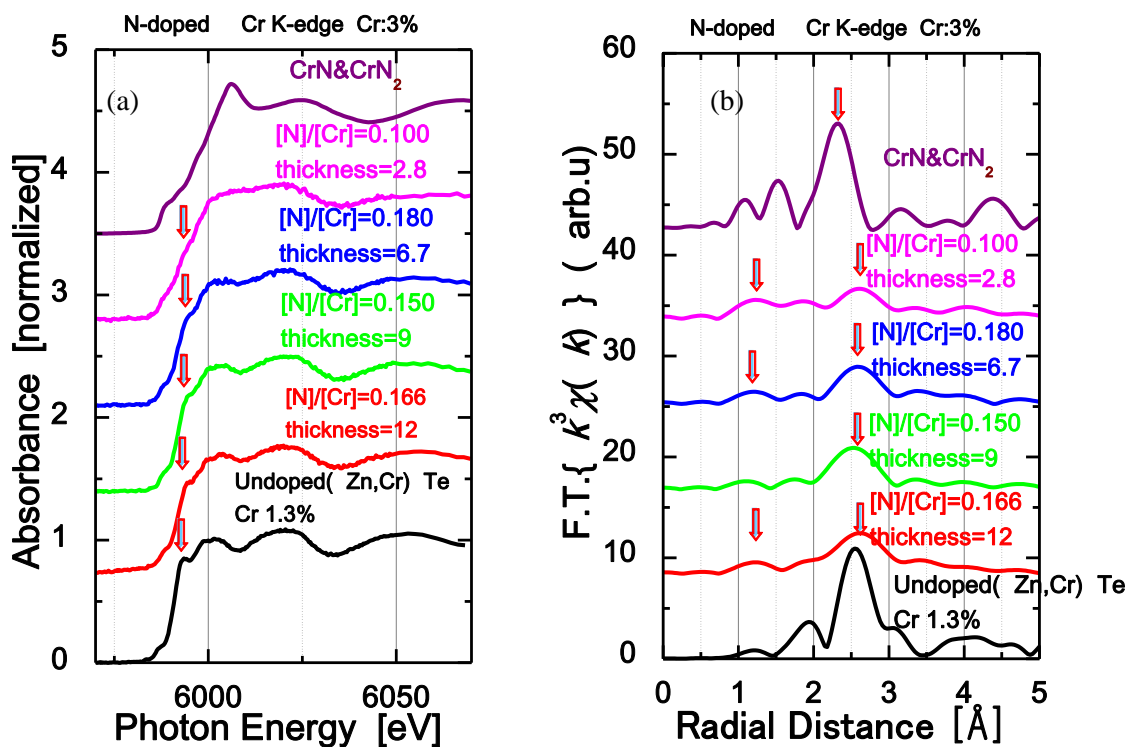 N-doped Cr K-edge Cr:3%
(a)
Absorbance [normalized]
5
4
3
2
1
0
CrN&CrN2
[N]/[Cr]=0.100
thickness=2.8
[N]/[Cr]=0.180
thickness=6.7
[N]/[Cr]=0.150
thickness=9
[N]/[Cr]=0.166
thickness=12
Undoped( Zn,Cr) Te
Cr 1.3%
6000 6050
Photon Energy [eV]
N-doped Cr K-edge Cr:3%
(b)
F.T.{ k3 χ( k) } ( arb.u)
60
50
40
30
20
10
0
CrN&CrN2
[N]/[Cr]=0.100
thickness=2.8
[N]/[Cr]=0.180
thickness=6.7
[N]/[Cr]=0.150
thickness=9
[N]/[Cr]=0.166
thickness=12
Undoped( Zn,Cr) Te
Cr 1.3%
0 1 2 3 4 5
Radial Distance [Å]